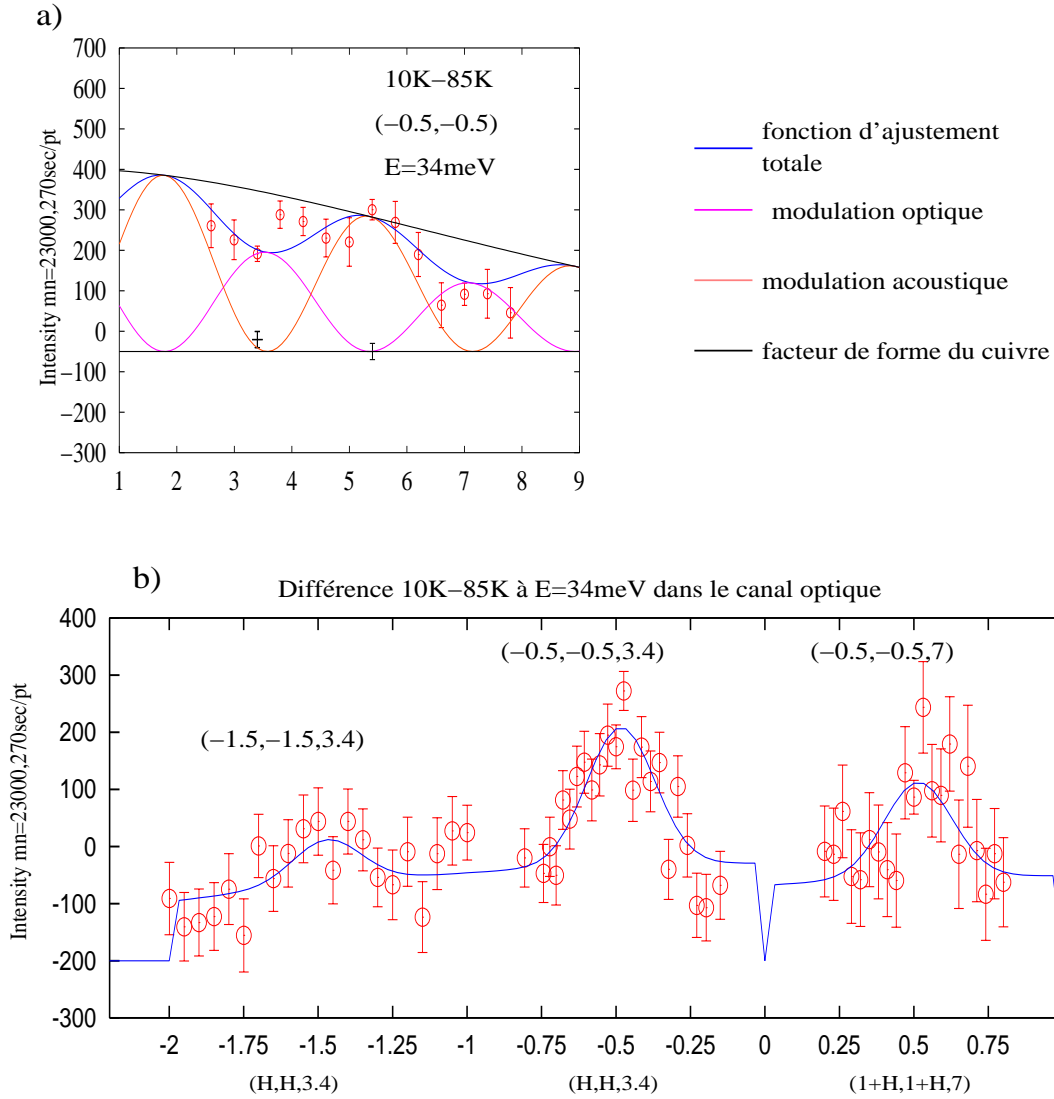 a)
700
600
500
400
300
200
100
0
−100
−200
−300
Intensity mn=23000,270sec/pt
10K−85K
(−0.5,−0.5)
E=34meV
1 2 3 4 5 6 7 8 9
fonction d'ajustement
totale
modulation optique
modulation acoustique
facteur de forme du cuivre
b)
Différence 10K−85K à E=34meV dans le canal optique
400
300
200
100
0
-100
-200
-300
Intensity mn=23000,270sec/pt
(−1.5,−1.5,3.4)
(−0.5,−0.5,3.4)
(−0.5,−0.5,7)
-2 -1.75 -1.5 -1.25 -1 -0.75 -0.5 -0.25 0 0.25 0.5 0.75
(H,H,3.4) (H,H,3.4) (1+H,1+H,7)